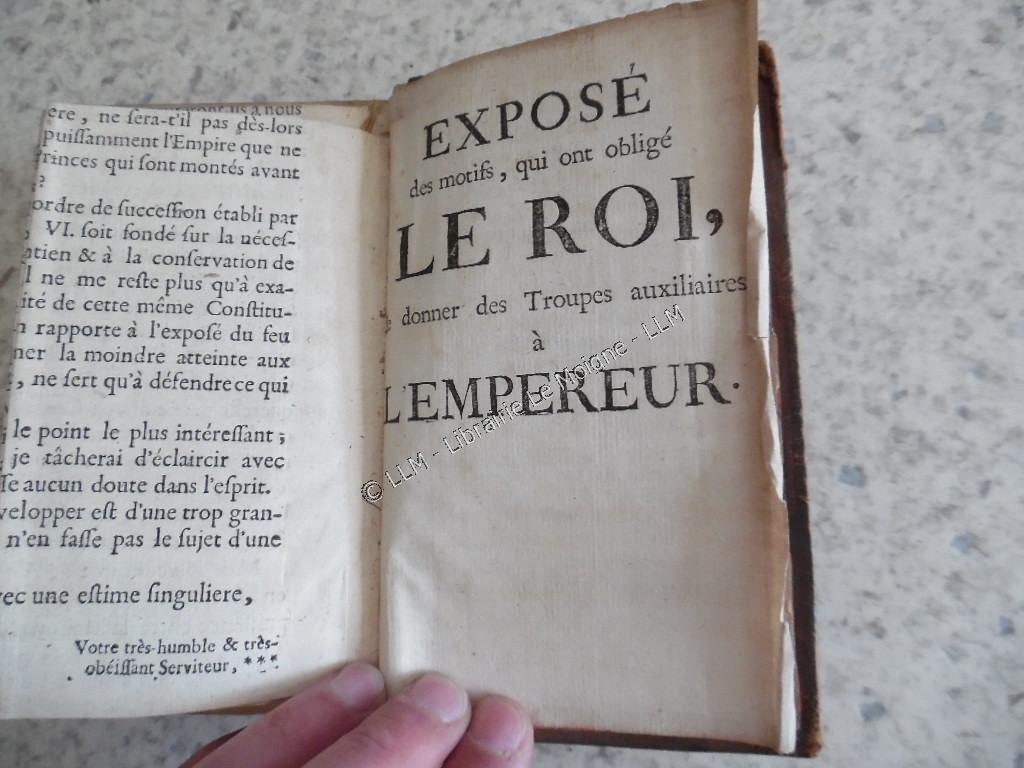 nous
ere, ne sera-t'il pas dès-lors
puissamment l'Empire que ne
rinces qui sont montés avant
?
ordre de succession établi par
, VI. soit fondé sur la néces-
tien & à la conservation de
l ne me reste plus qu'à exa-
ité de cette même Constitu-
n rapporte à l'exposé du feu
ner la moindre atteinte aux
, ne sert qu'à défendre ce qui
; le point le plus intéressant ;
, je tâcherai d'éclaircir avec
se aucun doute dans l'esprit.
velopper est d'une trop gran-
n'en fasse pas le sujet d'une
vec une estime singuliere,
Votre très-humble & très-
obéissant Serviteur, ***
EXPOSÉ
des motifs, qui ont obligé
LE ROI,
donner des Troupes auxiliaires
à
L'EMPEREUR.
© LLM - Librairie Le Moigne - LLM